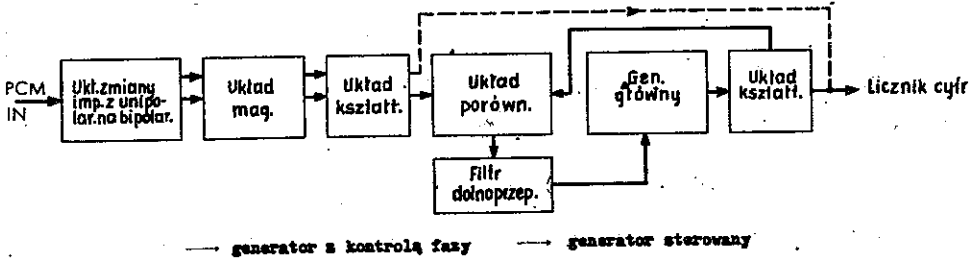 PCM
IN
Ukł. zmiany
imp. z unipo-
lar. na bipolar.
Układ
mag.
Układ
kształt.
Układ
porówn.
Gen.
główny
Układ
kształt.
Licznik cyfr
Filtr
dolnoprzep.
generator z kontrolą fazy
generator sterowany